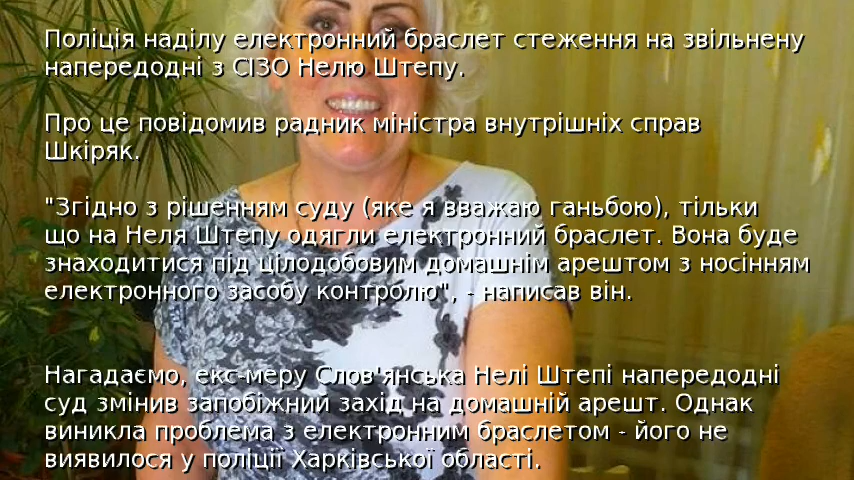 Поліція наділу електронний браслет стеження на звільнену
напередодні з СІЗО Нелю Штепу.
Про це повідомив радник міністра внутрішніх справ
Шкіряк.
"Згідно з рішенням суду (яке я вважаю ганьбою), тільки
що на Неля Штепу одягли електронний браслет. Вона буде
знаходитися під цілодобовим домашнім арештом з носінням
електронного засобу контролю", - написав він.
Нагадаємо, екс-меру Слов'янська Нелі Штепі напередодні
суд змінив запобіжний захід на домашній арешт. Однак
виникла проблема з електронним браслетом - його не
виявилося у поліції Харківської області.